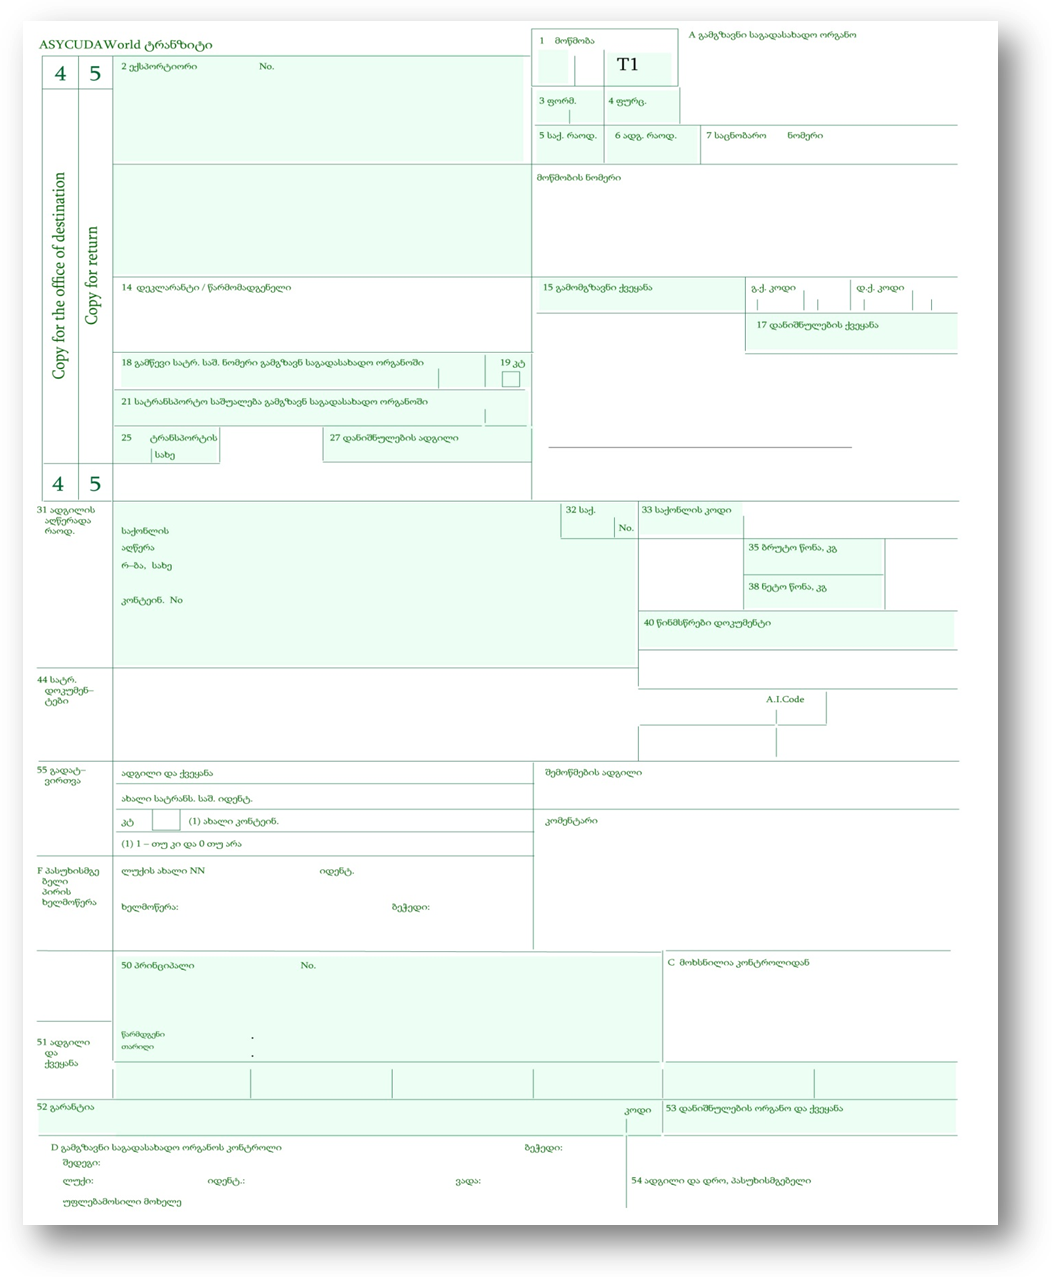 ASYCUDAWorld ტრანზიტი
1 მოწმობა
A გამგზავნი საგადასახადო ორგანო
T1
4 5
2 ექსპორტიორი No.
3 ფორმ. 4 ფურც.
5 საქ. რაოდ. 6 ადგ. რაოდ. 7 საცნობარო ნომერი
მოწმობის ნომერი
Copy for the office of destination
Copy for return
14 დეკლარანტი / წარმომადგენელი
15 გამომგზავნი ქვეყანა
გ.ქ. კოდი
დ.ქ. კოდი
17 დანიშნულების ქვეყანა
18 გამწევი სატრ. საშ. ნომერი გამგზავნ საგადასახადო ორგანოში
19 კტ
21 სატრანსპორტო საშუალება გამგზავნ საგადასახადო ორგანოში
25 ტრანსპორტის
სახე
27 დანიშნულების ადგილი
4 5
31 ადგილის
აღწერადა
რაოდ.
საქონლის
აღწერა
რ–ბა, სახე
კონტეინ. No
32 საქ.
No.
33 საქონლის კოდი
35 ბრუტო წონა, კგ
38 ნეტო წონა, კგ
40 წინმსწრები დოკუმენტი
44 სატრ.
დოკუმენ–
ტები
A.I.Code
55 გადატ–
ვირთვა
ადგილი და ქვეყანა
შემოწმების ადგილი
ახალი სატრანს. საშ. იდენტ.
კტ (1) ახალი კონტეინ.
კომენტარი
(1) 1 – თუ კი და 0 თუ არა
F პასუხისმგე
ბელი
პირის
ხელმოწერა
ლუქის ახალი NN იდენტ.
ხელმოწერა: ბეჭედი:
50 პრინციპალი No.
C მოხსნილია კონტროლიდან
წარმდგენი :
თარიღი
51 ადგილი
და
ქვეყანა
52 გარანტია
კოდი
53 დანიშნულების ორგანო და ქვეყანა
D გამგზავნი საგადასახადო ორგანოს კონტროლი ბეჭედი:
შედეგი:
ლუქი: იდენტ.: ვადა:
54 ადგილი და დრო, პასუხისმგებელი
უფლებამოსილი მოხელე